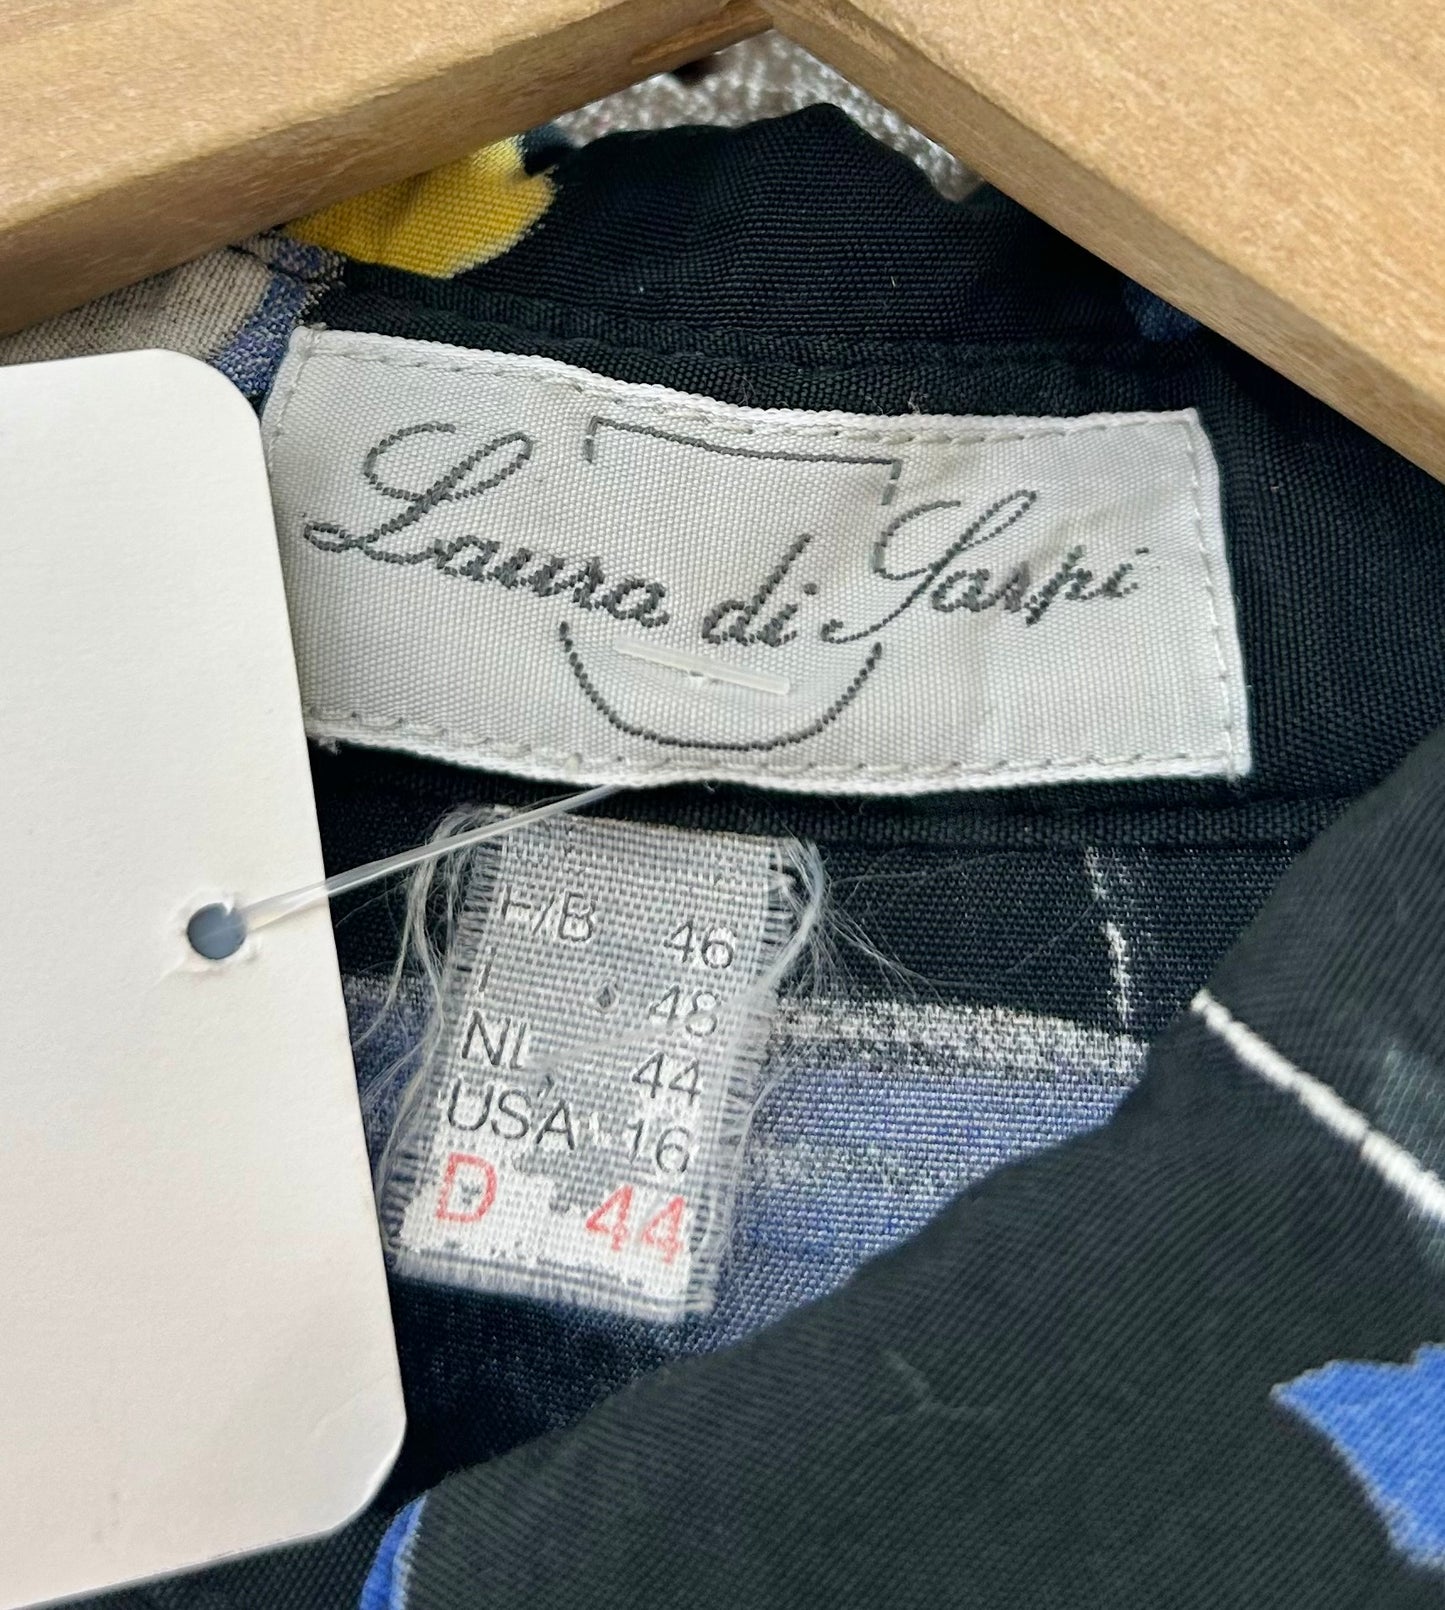 Laura di Sarpi
F/B 46
I 48
NL 44
USA 16
D 44